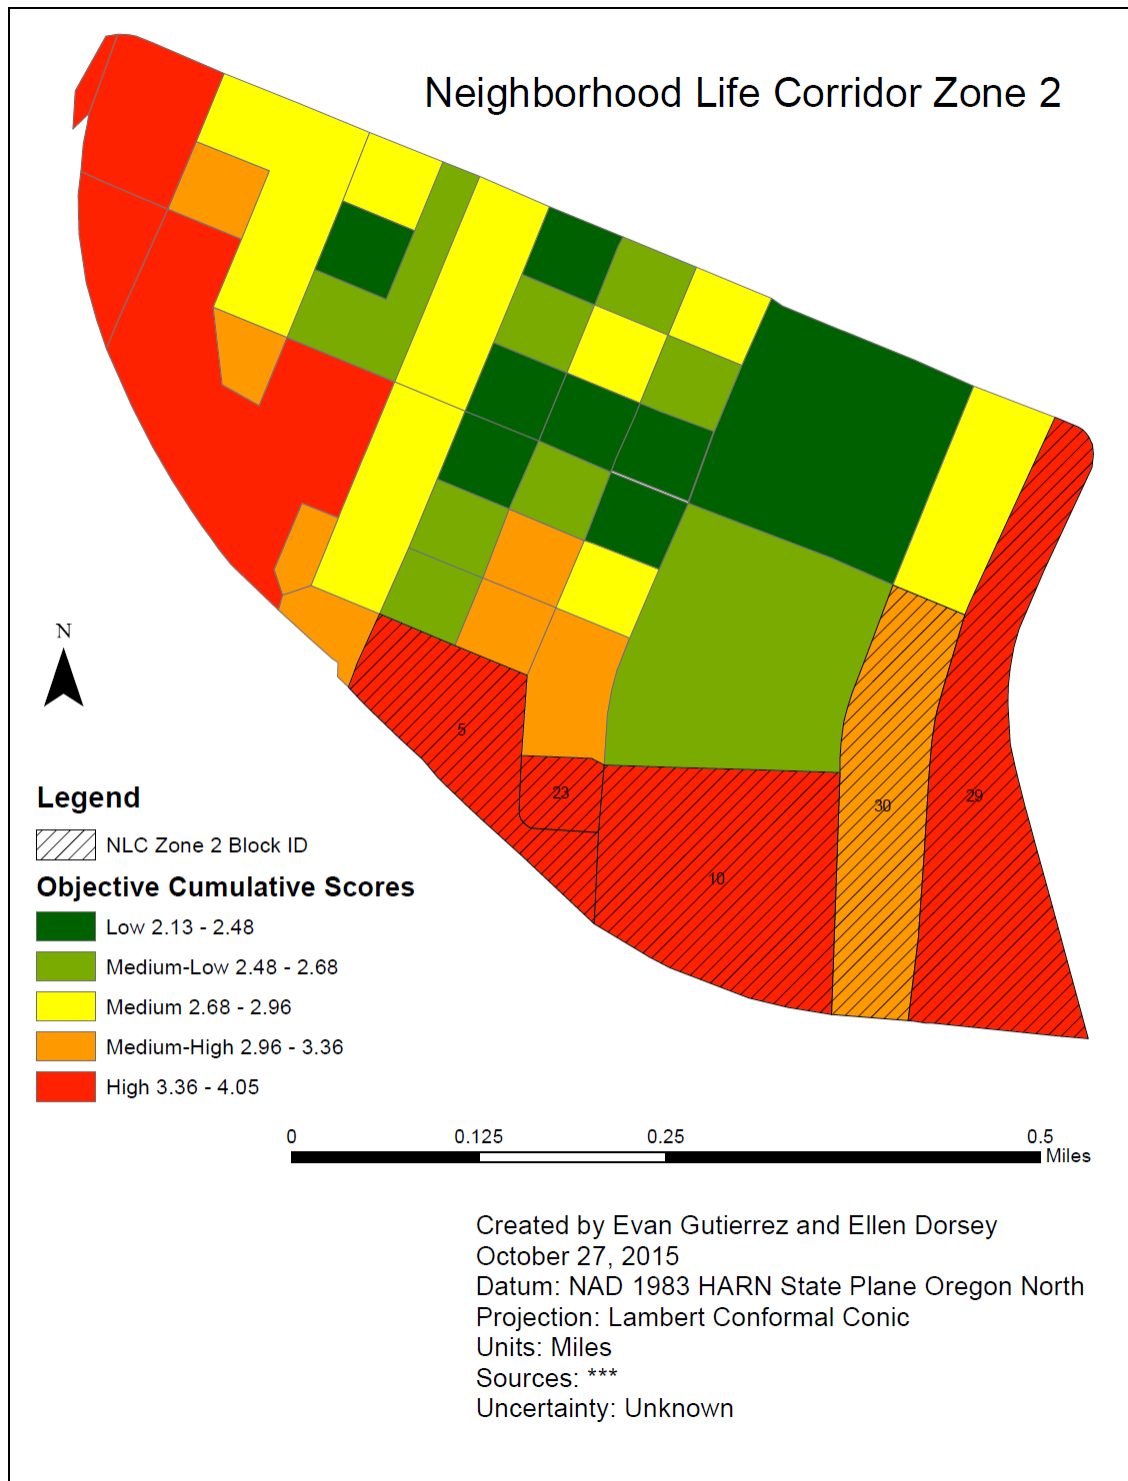 Neighborhood Life Corridor Zone 2
N
5
23
10
30
29
Legend
NLC Zone 2 Block ID
Objective Cumulative Scores
Low 2.13 - 2.48
Medium-Low 2.48 - 2.68
Medium 2.68 - 2.96
Medium-High 2.96 - 3.36
High 3.36 - 4.05
0 0.125 0.25 0.5
Miles
Created by Evan Gutierrez and Ellen Dorsey
October 27, 2015
Datum: NAD 1983 HARN State Plane Oregon North
Projection: Lambert Conformal Conic
Units: Miles
Sources: ***
Uncertainty: Unknown